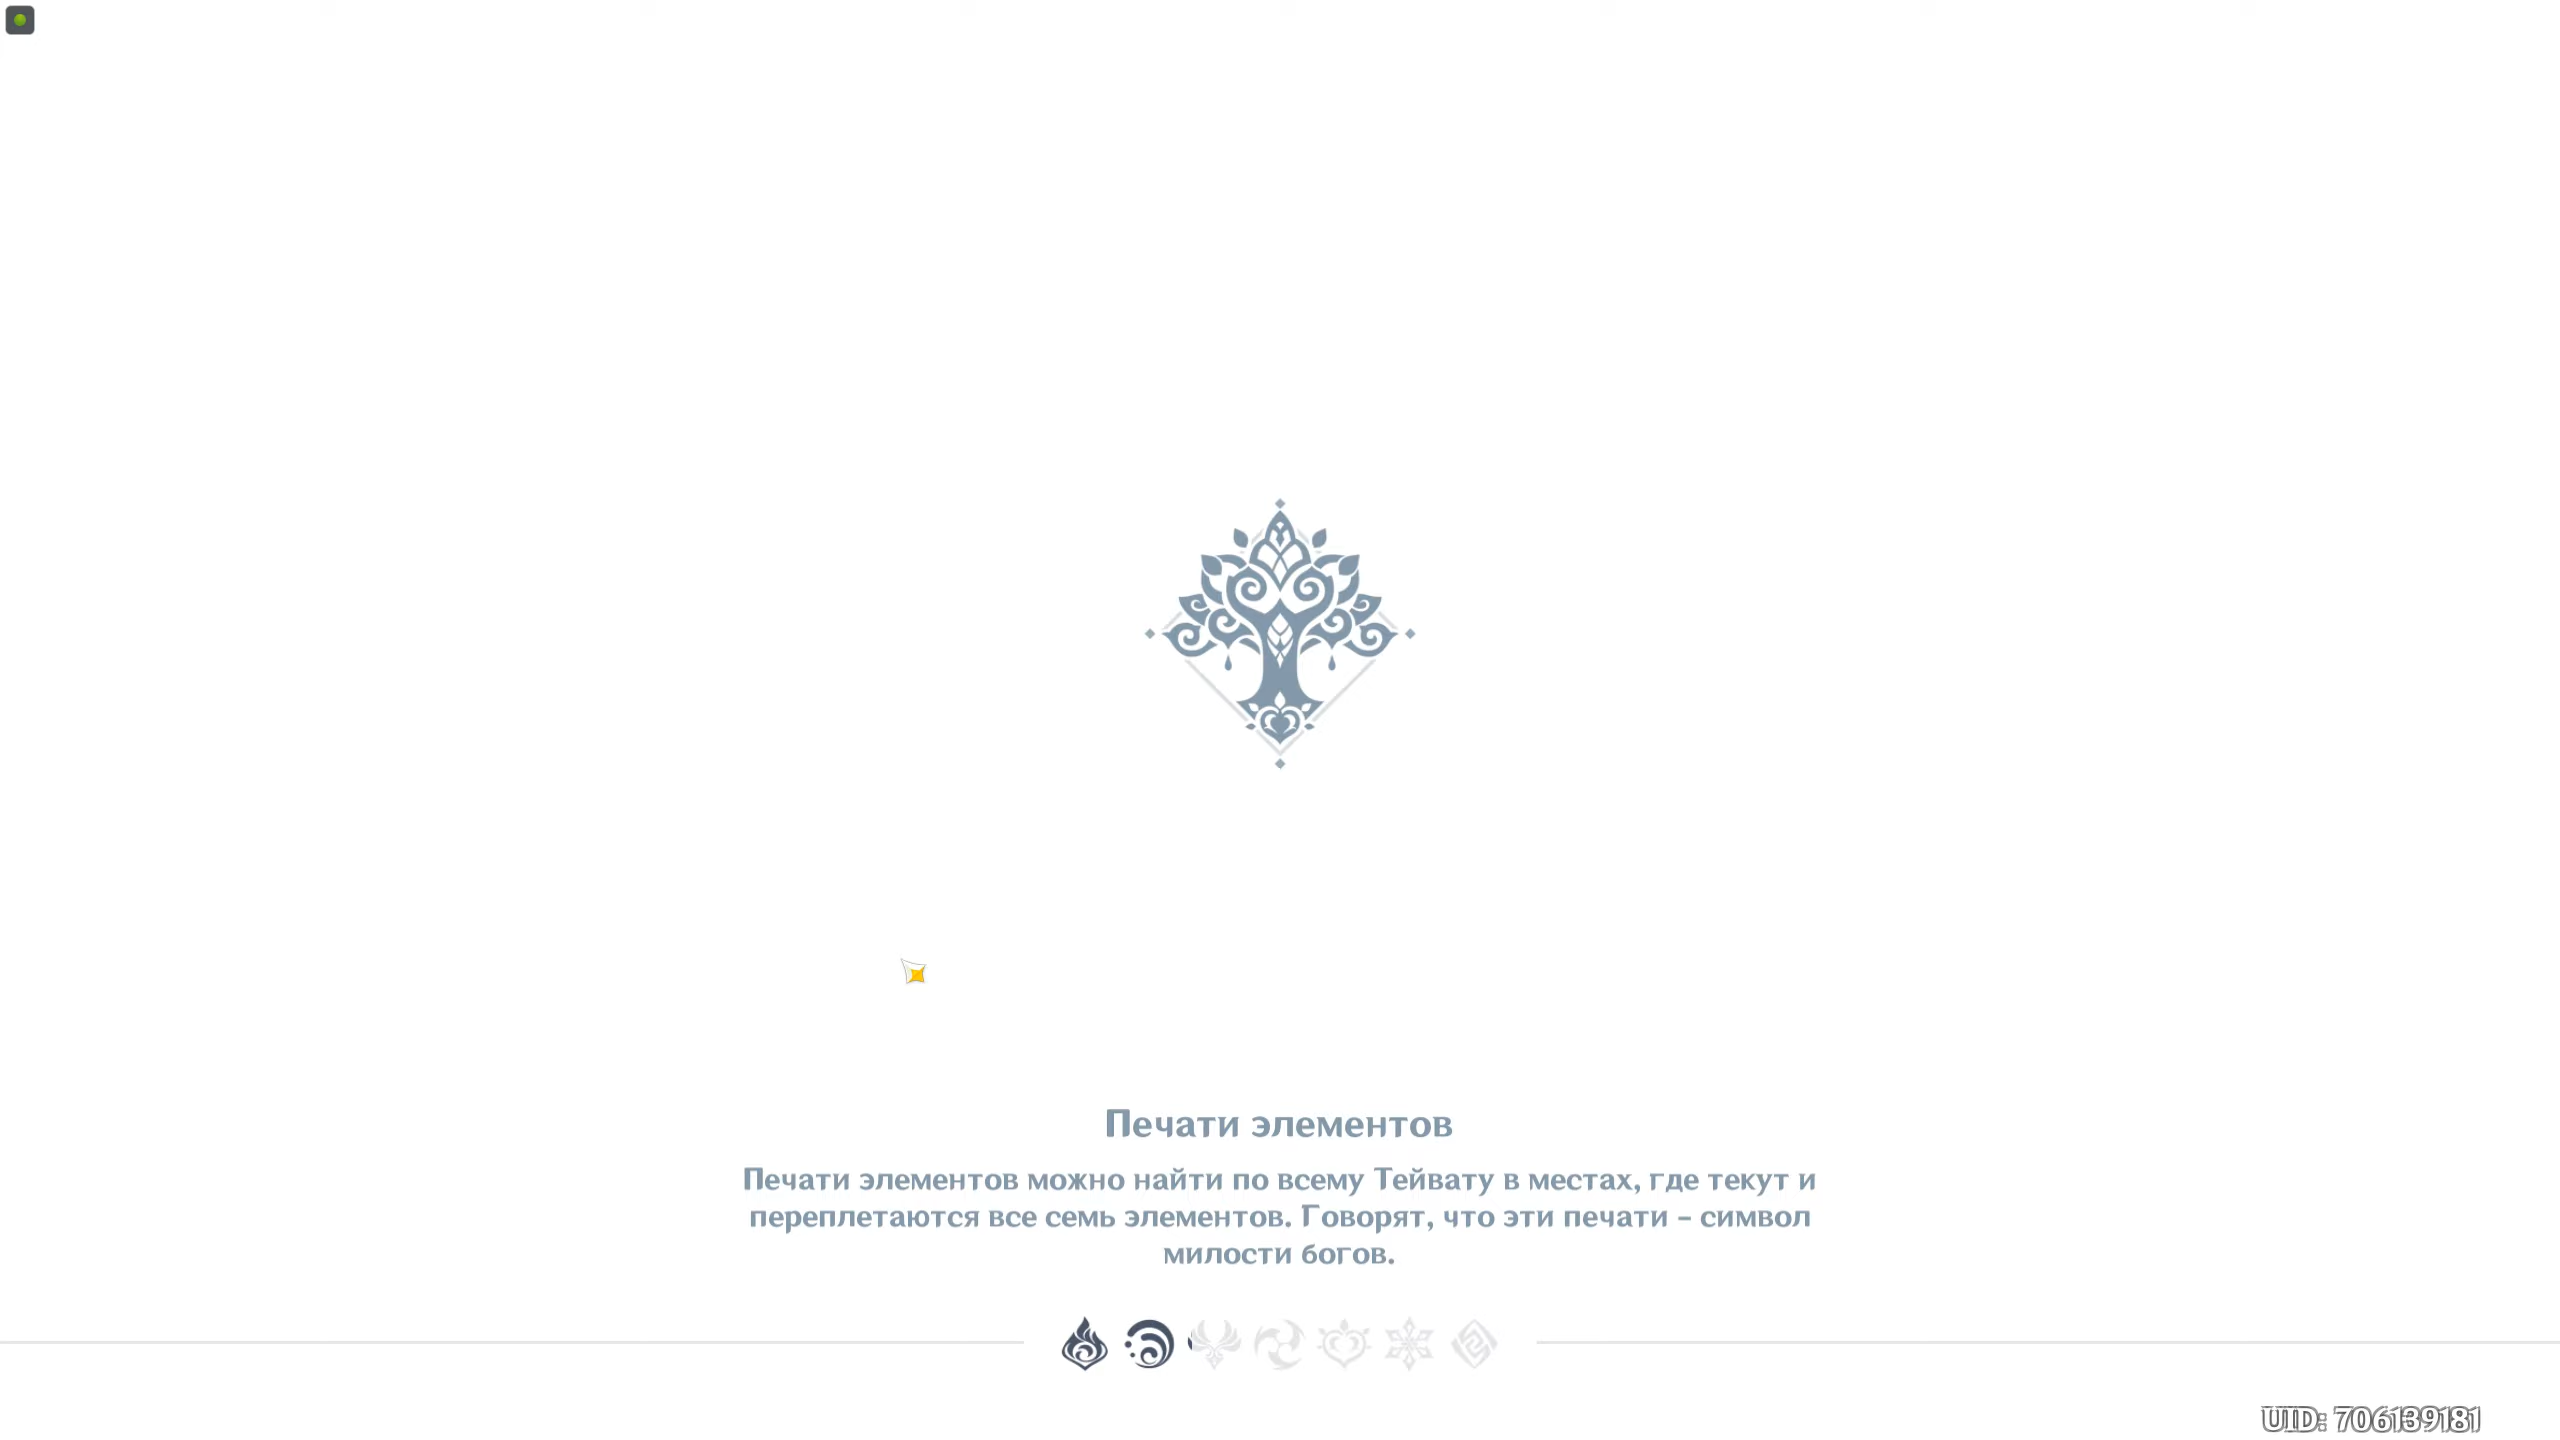 Печати элементов
Печати элементов можно найти по всему Тейвату в местах, где текут и
переплетаются все семь элементов. Говорят, что эти печати – символ
милости богов.
UID: 706139181